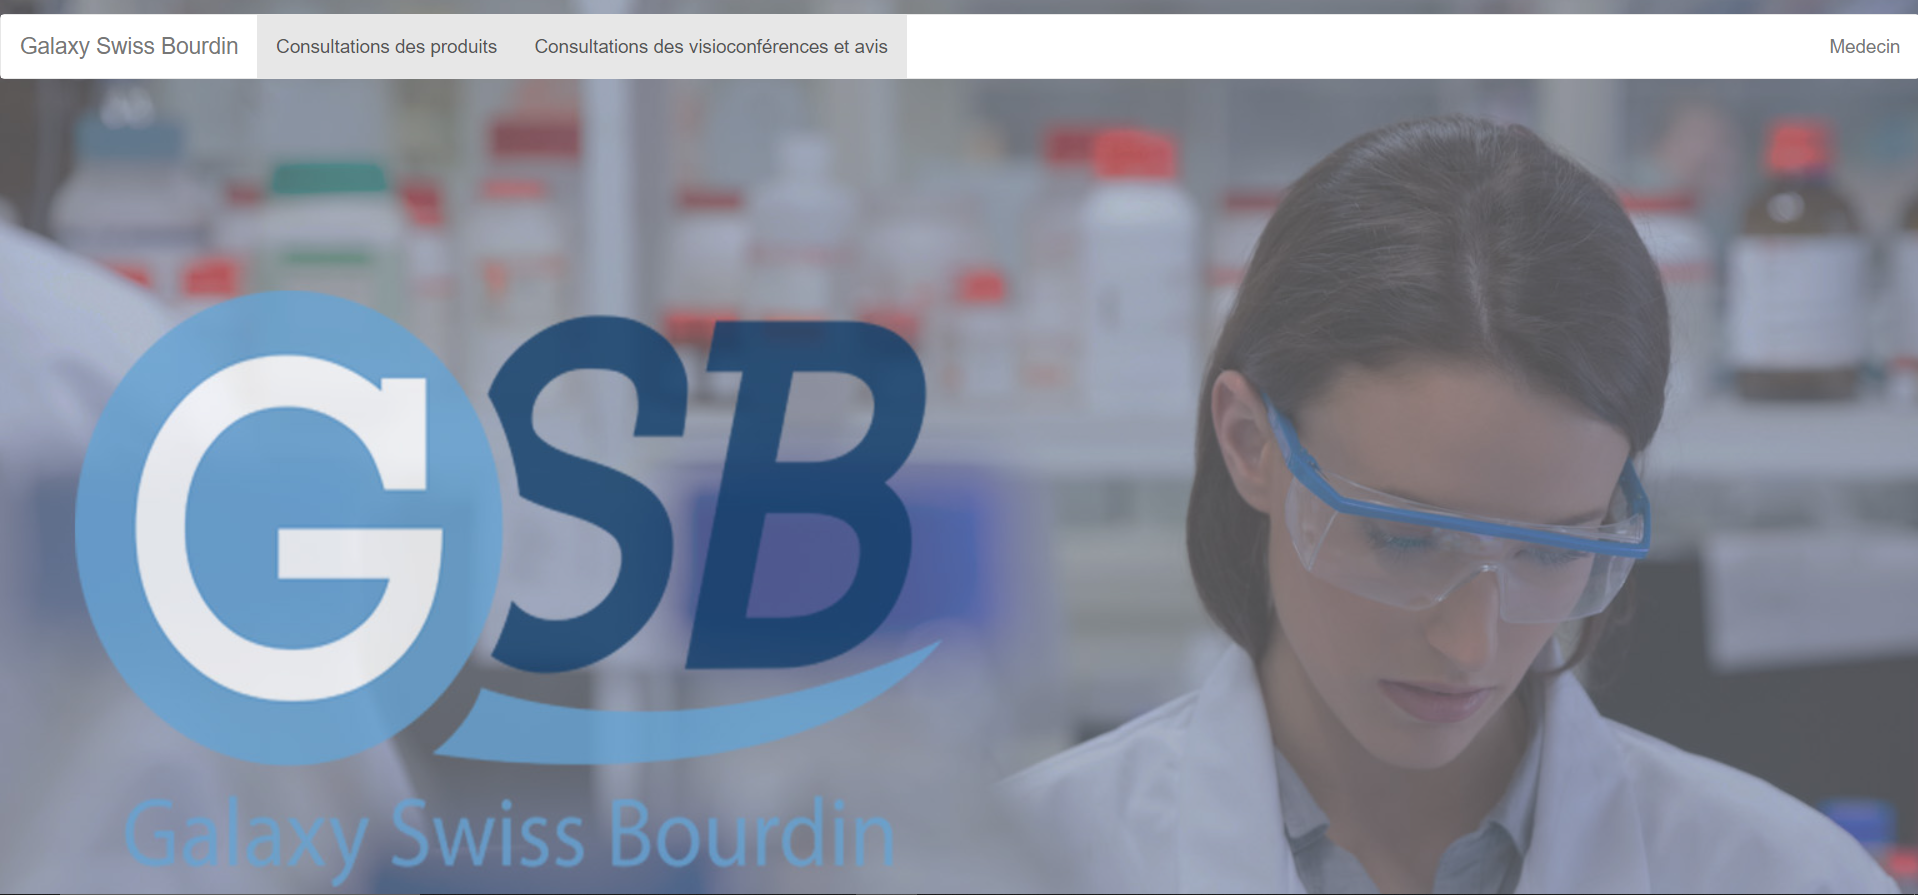 Galaxy Swiss Bourdin
Consultations des produits
Consultations des visioconférences et avis
Medecin
GSB
Galaxy Swiss Bourdin